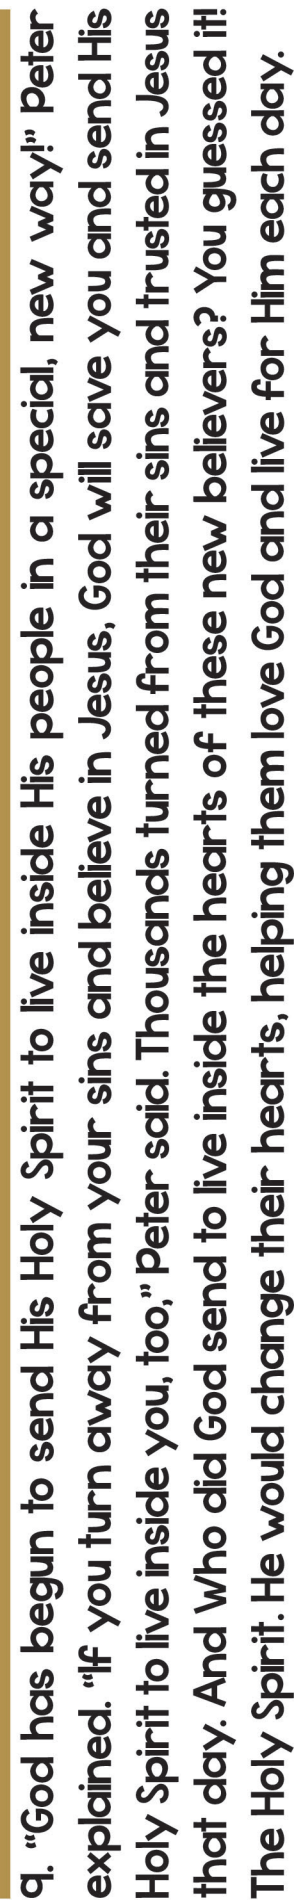 9. “God has begun to send His Holy Spirit to live inside His people in a special, new way!” Peter
explained. “If you turn away from your sins and believe in Jesus, God will save you and send His
Holy Spirit to live inside you, too,” Peter said. Thousands turned from their sins and trusted in Jesus
that day. And Who did God send to live inside the hearts of these new believers? You guessed it!
The Holy Spirit. He would change their hearts, helping them love God and live for Him each day.